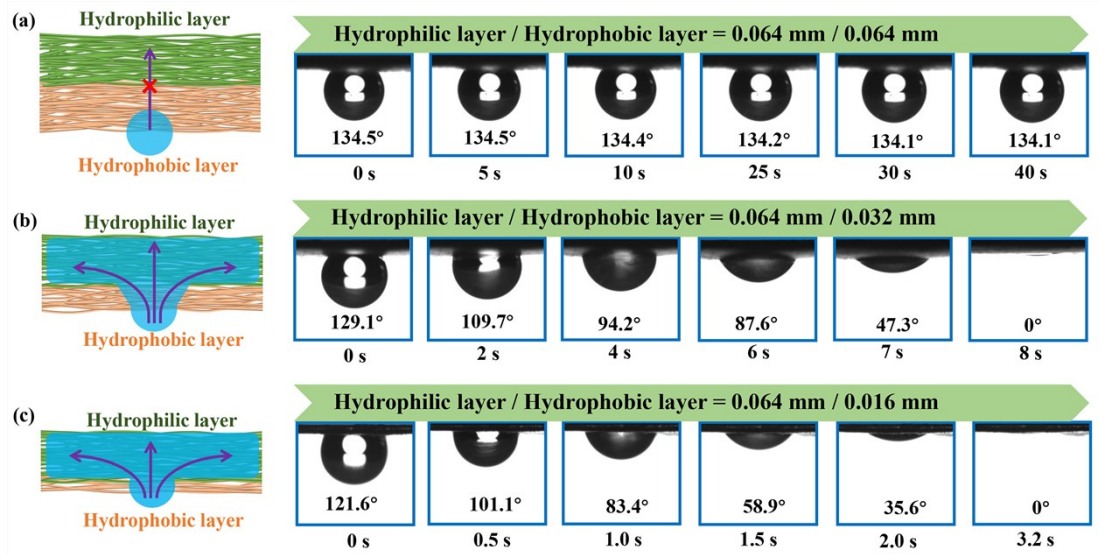 (a)
Hydrophilic layer
Hydrophobic layer
Hydrophilic layer / Hydrophobic layer = 0.064 mm / 0.064 mm
134.5° 134.5° 134.4° 134.2° 134.1° 134.1°
0 s 5 s 10 s 25 s 30 s 40 s
(b)
Hydrophilic layer
Hydrophobic layer
Hydrophilic layer / Hydrophobic layer = 0.064 mm / 0.032 mm
129.1° 109.7° 94.2° 87.6° 47.3° 0°
0 s 2 s 4 s 6 s 7 s 8 s
(c)
Hydrophilic layer
Hydrophobic layer
Hydrophilic layer / Hydrophobic layer = 0.064 mm / 0.016 mm
121.6° 101.1° 83.4° 58.9° 35.6° 0°
0 s 0.5 s 1.0 s 1.5 s 2.0 s 3.2 s